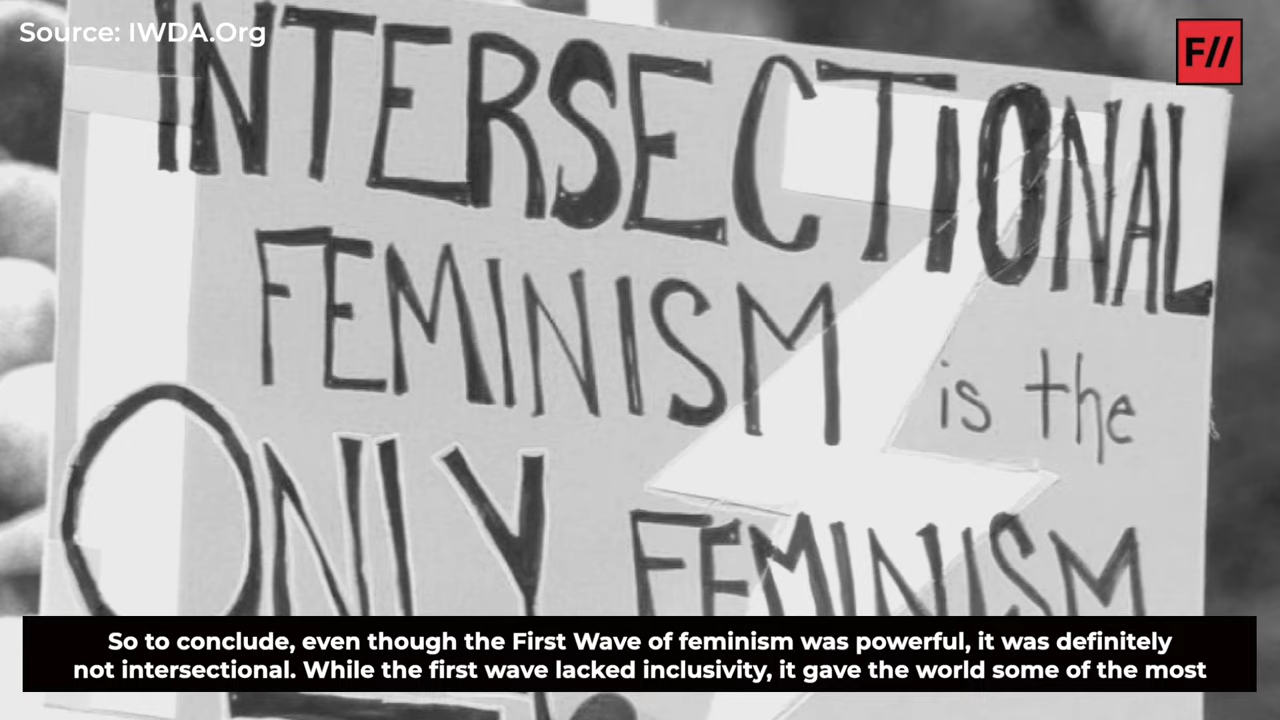 Source: IWDA.Org
F//
INTERSECTIONAL
FEMINISM
is the
ONLY FEMINISM
So to conclude, even though the First Wave of feminism was powerful, it was definitely
not intersectional. While the first wave lacked inclusivity, it gave the world some of the most